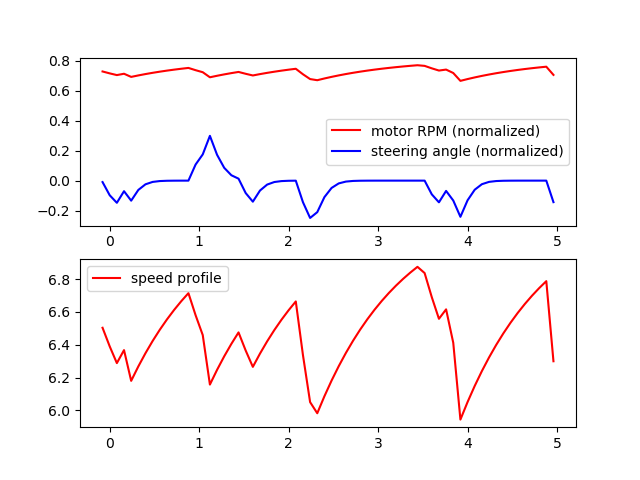 0.8
0.6
0.4
0.2
0.0
−0.2
motor RPM (normalized)
steering angle (normalized)
0 1 2 3 4 5
6.8
6.6
6.4
6.2
6.0
speed profile
0 1 2 3 4 5